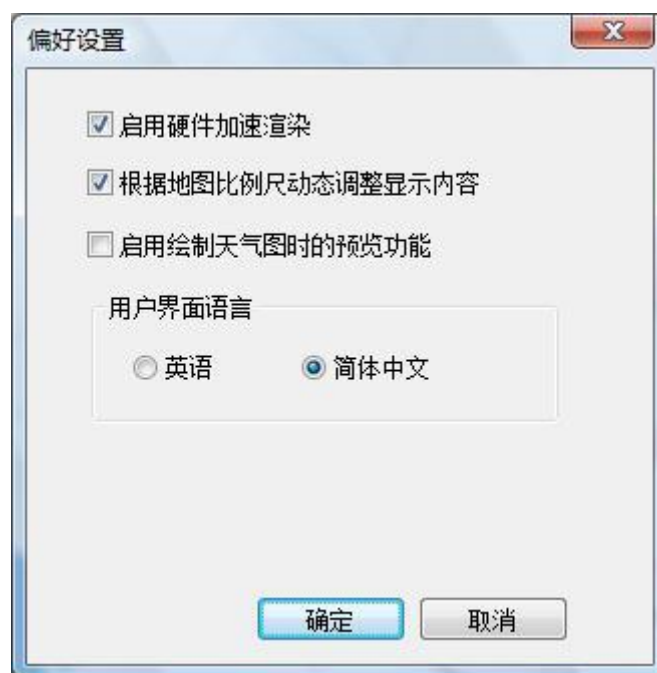 偏好设置
启用硬件加速渲染
根据地图比例尺动态调整显示内容
启用绘制天气图时的预览功能
用户界面语言
英语 简体中文
确定 取消